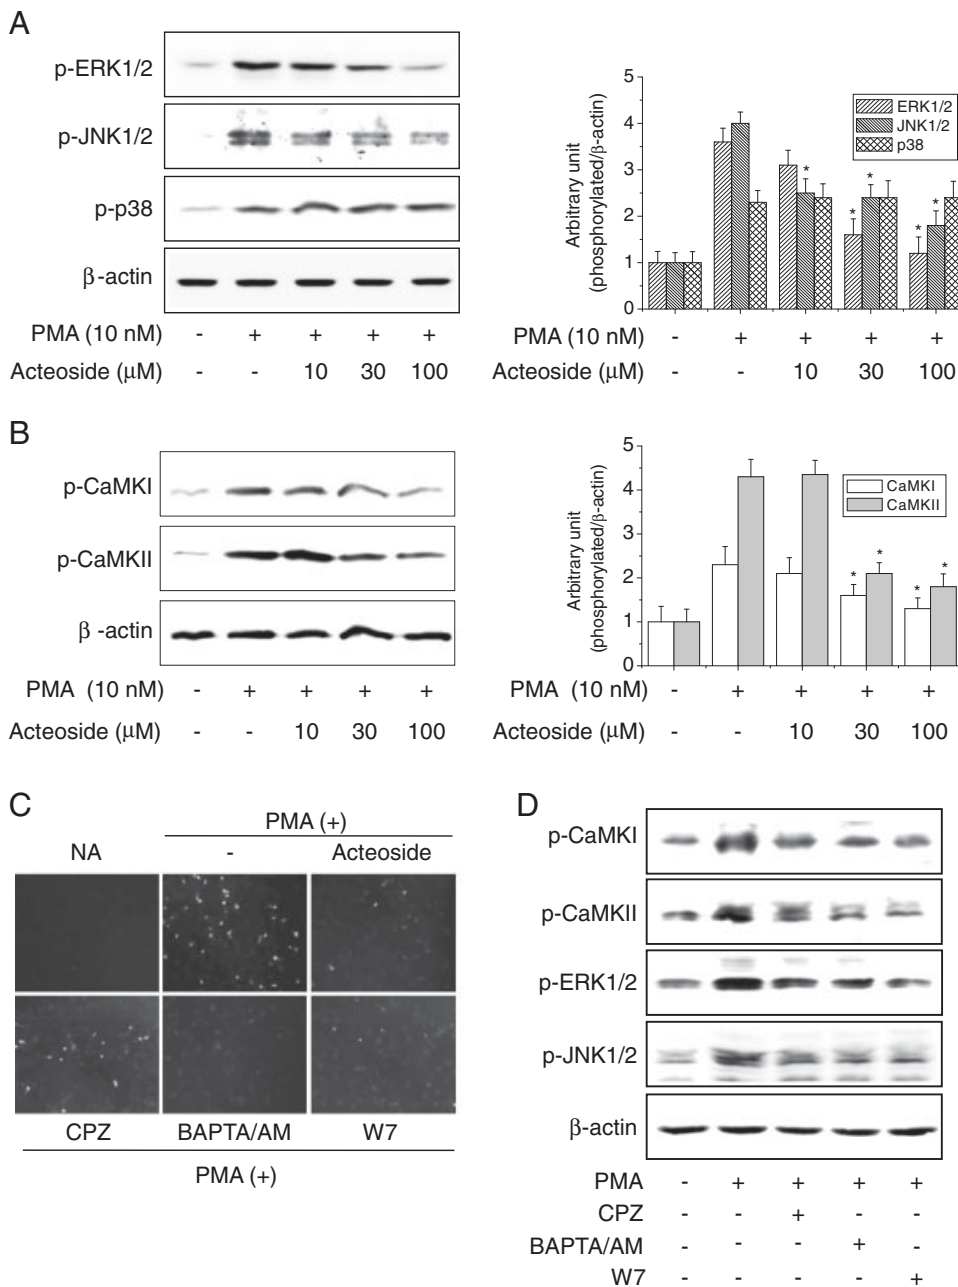 A
p-ERK1/2
p-JNK1/2
p-p38
β-actin
PMA (10 nM) - + + + +
Acteoside (μM) - - 10 30 100
Arbitrary unit
(phosphorylated/β-actin)
5
4
3
2
1
0
ERK1/2
JNK1/2
p38
* * * * *
PMA (10 nM) - + + + +
Acteoside (μM) - - 10 30 100
B
p-CaMKI
p-CaMKII
β -actin
PMA (10 nM) - + + + +
Acteoside (μM) - - 10 30 100
Arbitrary unit
(phosphorylated/β-actin)
5
4
3
2
1
0
CaMKI
CaMKII
* * * *
PMA (10 nM) - + + + +
Acteoside (μM) - - 10 30 100
C
PMA (+)
NA - Acteoside
CPZ BAPTA/AM W7
PMA (+)
D
p-CaMKI
p-CaMKII
p-ERK1/2
p-JNK1/2
β-actin
PMA - + + + +
CPZ - - + - -
BAPTA/AM - - - + -
W7 - - - - +